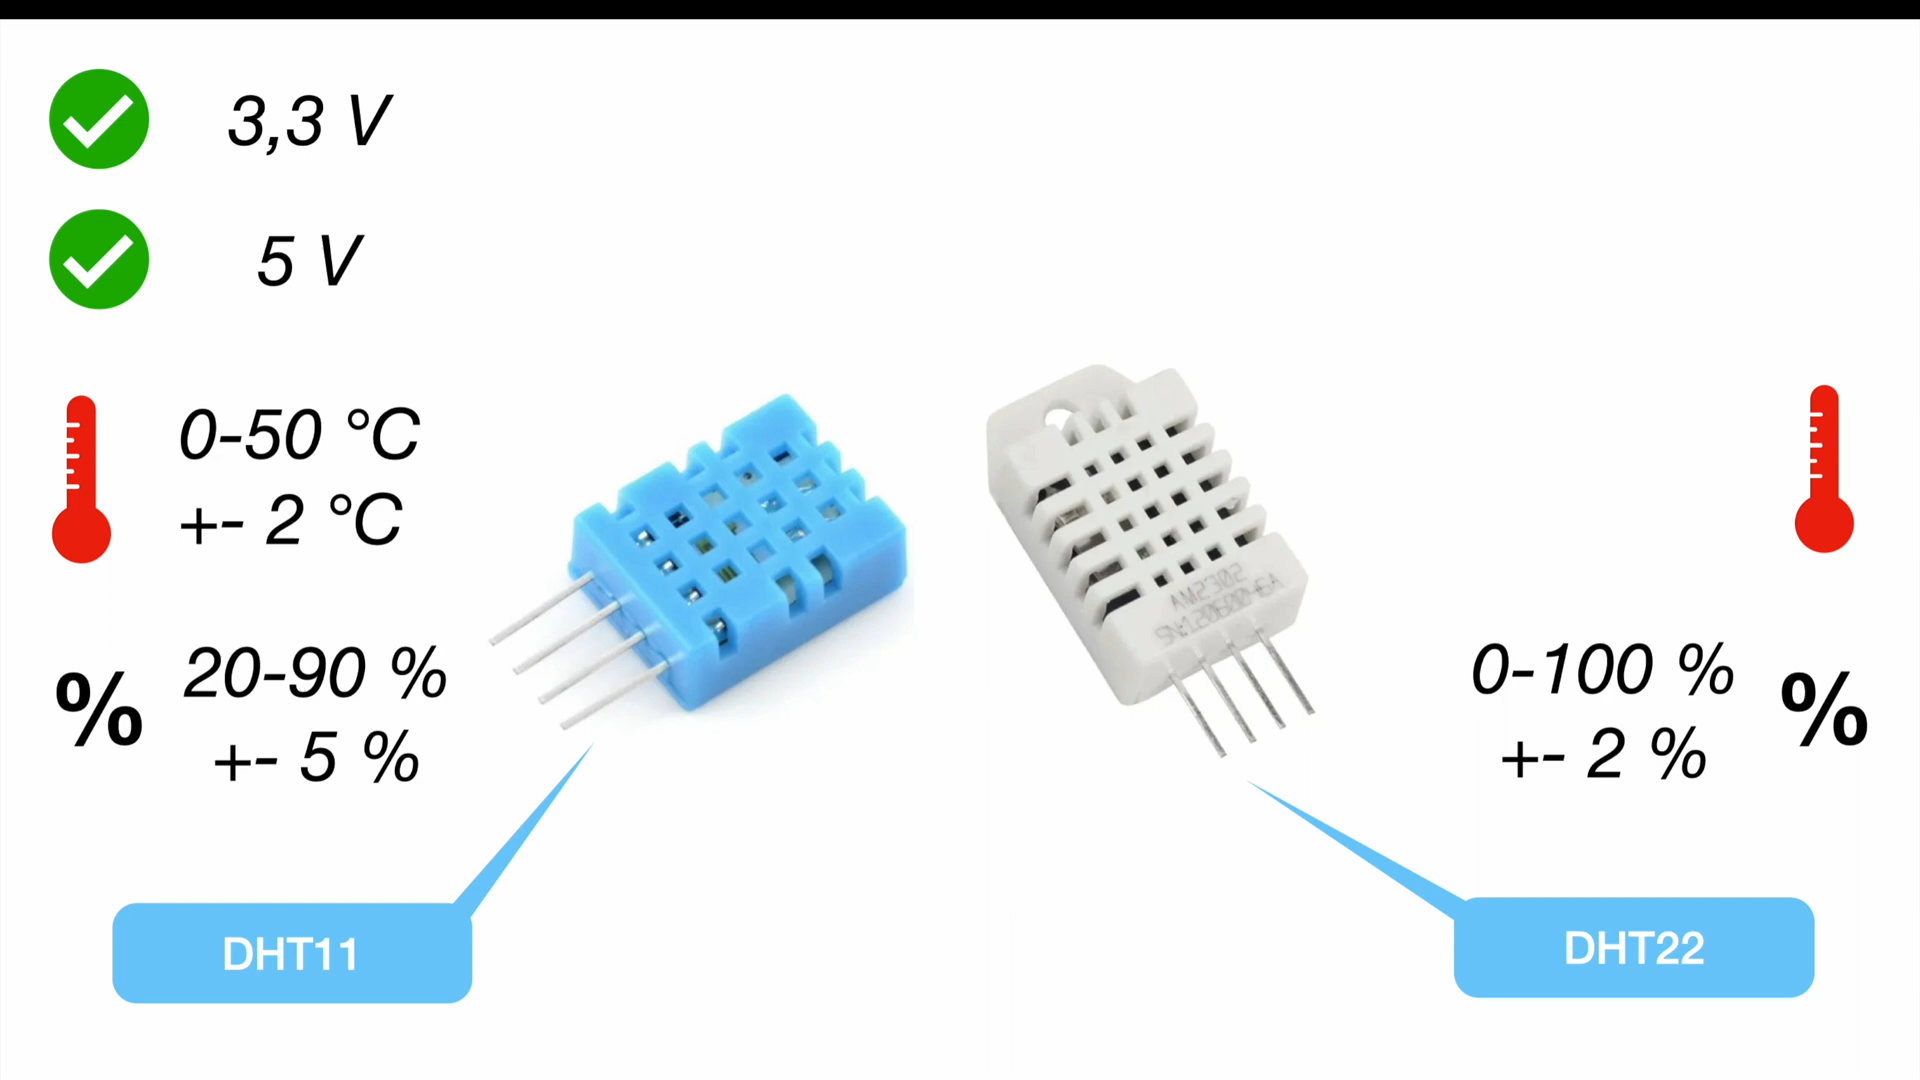 3,3 V
5 V
0-50 °C
+- 2 °C
% 20-90 %
+- 5 %
DHT11
AM2302
0-100 % %
+- 2 %
DHT22